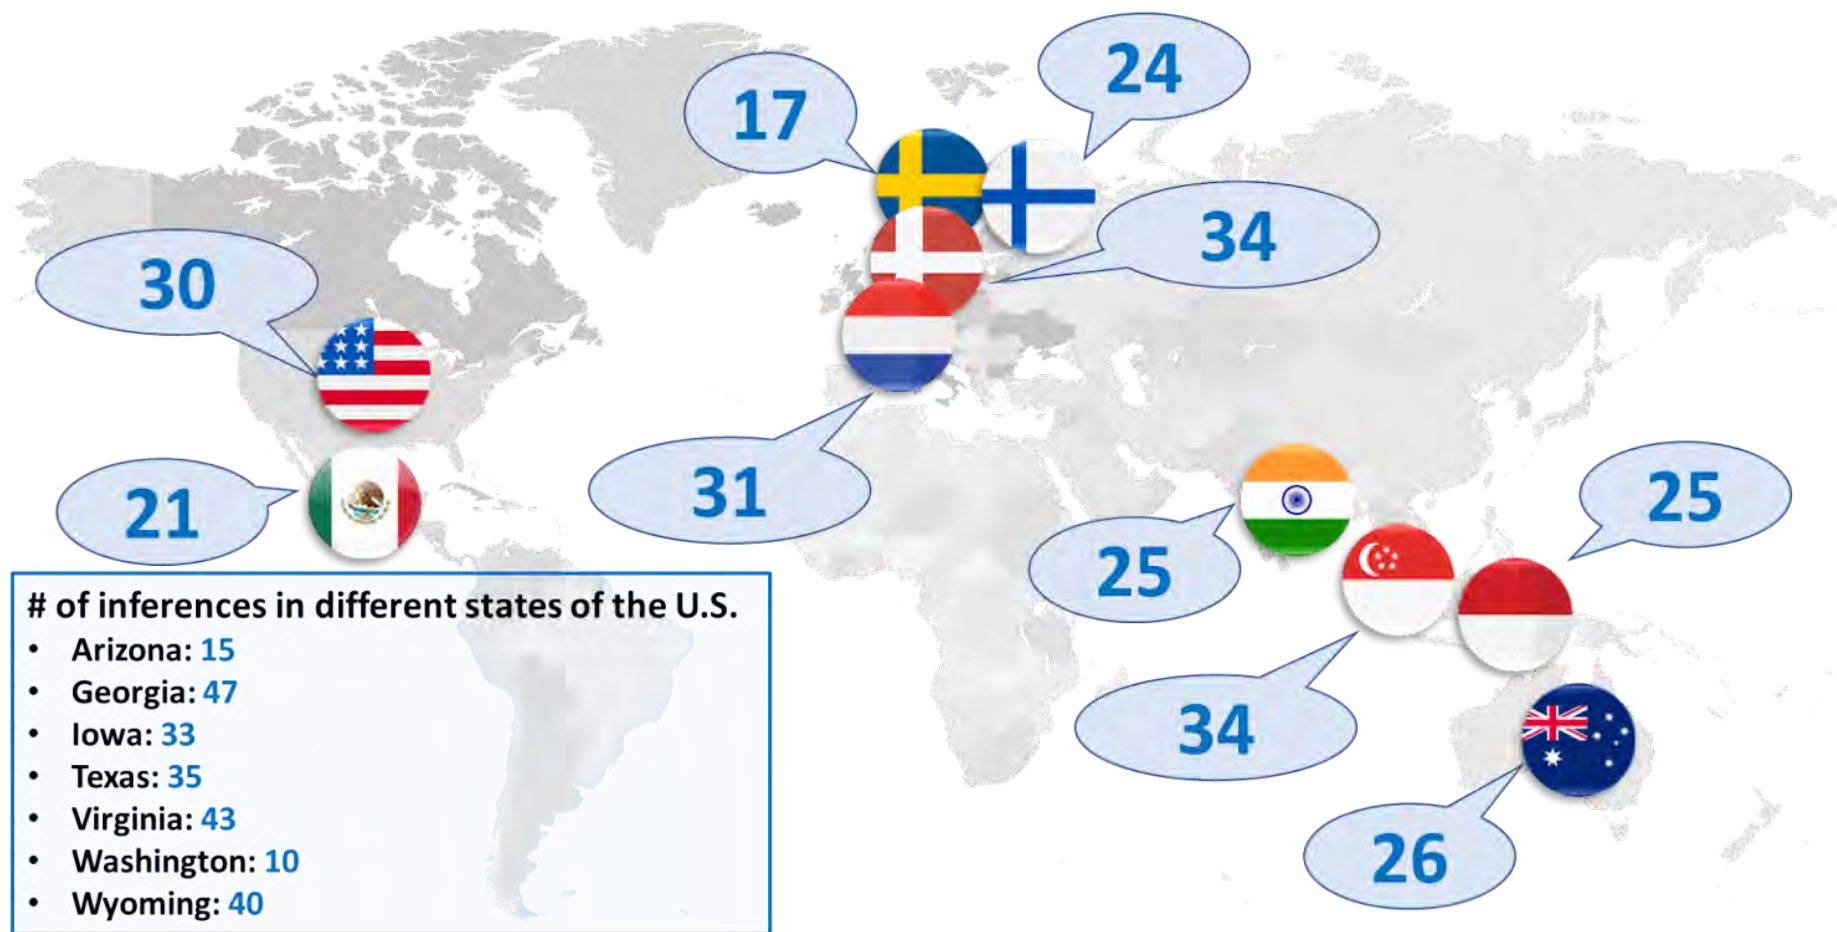 24
17
34
30
31
21
25
25
34
26
# of inferences in different states of the U.S.
• Arizona: 15
• Georgia: 47
• Iowa: 33
• Texas: 35
• Virginia: 43
• Washington: 10
• Wyoming: 40